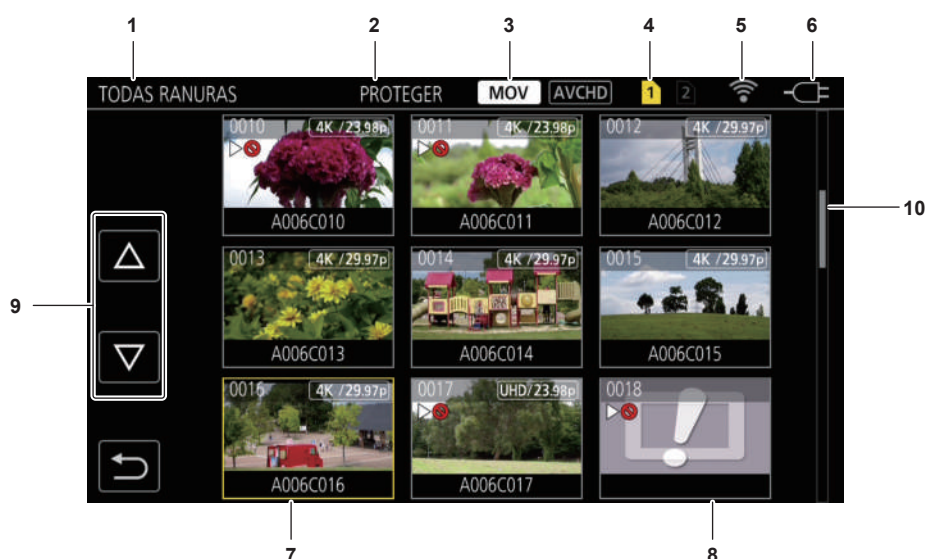 1 2 3 4 5 6
TODAS RANURAS PROTEGER MOV AVCHD 1 2
0010 4K /23.98p 0011 4K /23.98p 0012 4K /29.97p
A006C010 A006C011 A006C012
10
0013 4K /29.97p 0014 4K /29.97p 0015 4K /29.97p
9
A006C013 A006C014 A006C015
0016 4K /29.97p 0017 UHD/23.98p 0018
A006C016 A006C017
7 8